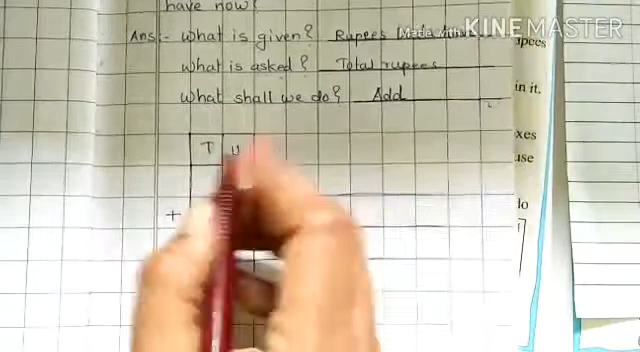 have now?
Ans:- What is given? Rupees
Made with KINEMASTER
What is asked? Total rupees
What shall we do? Add
T U
+
upees
in it.
xes
use
lo